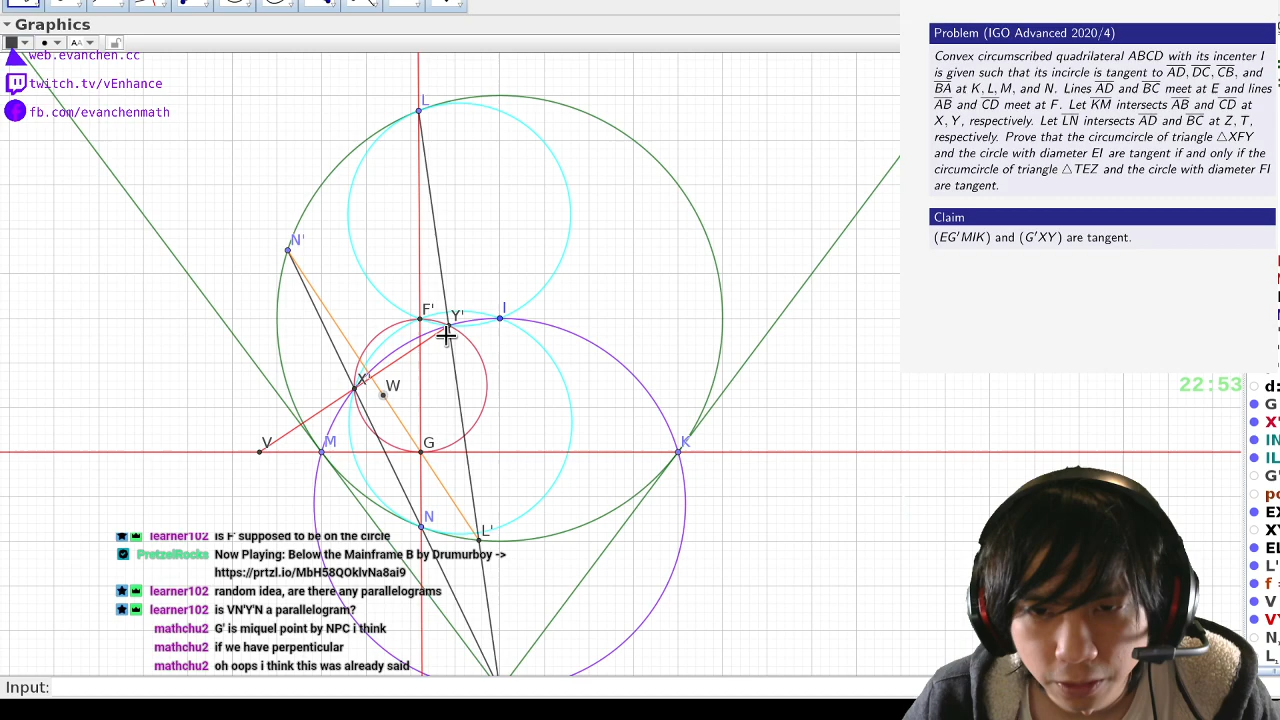 Graphics
web.evanchen.cc
twitch.tv/vEnhance
fb.com/evanchenmath
Problem (IGO Advanced 2020/4)
Convex circumscribed quadrilateral ABCD with its incenter I
is given such that its incircle is tangent to AD, DC, CB, and
BA at K, L, M, and N. Lines AD and BC meet at E and lines
AB and CD meet at F. Let KM intersects AB and CD at
X, Y, respectively. Let LN intersects AD and BC at Z, T,
respectively. Prove that the circumcircle of triangle △XFY
and the circle with diameter EI are tangent if and only if the
circumcircle of triangle △TEZ and the circle with diameter FI
are tangent.
Claim
(EG'MIK) and (G'XY) are tangent.
L
N'
F'
Y'
I
X'
W
V
M
G
K
N
L'
22:53
learner102 is F' supposed to be on the circle
PretzelRocks Now Playing: Below the Mainframe B by Drumurboy ->
https://prtzl.io/MbH58QOklvNa8ai9
learner102 random idea, are there any parallelograms
learner102 is VN'Y'N a parallelogram?
mathchu2 G' is miquel point by NPC i think
mathchu2 if we have perpenticular
mathchu2 oh oops i think this was already said
d:
G
X'
IN
IL
G'
po
EX
X'
EL
L'
f :
V
VY
N,
Input: